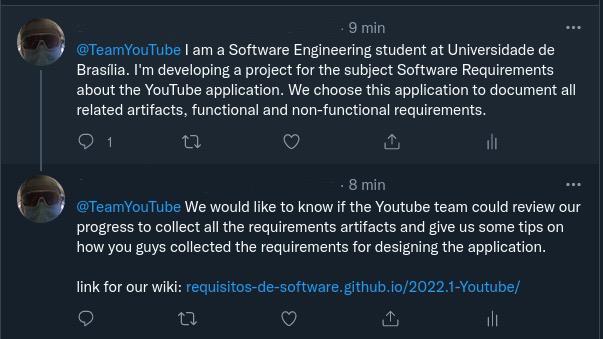 · 9 min
@TeamYouTube I am a Software Engineering student at Universidade de
Brasília. I'm developing a project for the subject Software Requirements
about the YouTube application. We choose this application to document all
related artifacts, functional and non-functional requirements.
1
· 8 min
@TeamYouTube We would like to know if the Youtube team could review our
progress to collect all the requirements artifacts and give us some tips on
how you guys collected the requirements for designing the application.
link for our wiki: requisitos-de-software.github.io/2022.1-Youtube/